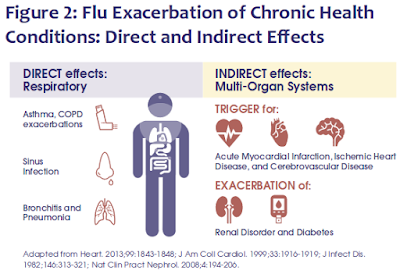 Figure 2: Flu Exacerbation of Chronic Health
Conditions: Direct and Indirect Effects
DIRECT effects:
Respiratory
Asthma, COPD
exacerbations
Sinus
Infection
Bronchitis and
Pneumonia
INDIRECT effects:
Multi-Organ Systems
TRIGGER for:
Acute Myocardial Infarction, Ischemic Heart
Disease, and Cerebrovascular Disease
EXACERBATION of:
Renal Disorder and Diabetes
Adapted from Heart. 2013;99:1843-1848; J Am Coll Cardiol. 1999;33:1916-1919; J Infect Dis.
1982;146:313-321; Nat Clin Pract Nephrol. 2008;4:194-206.